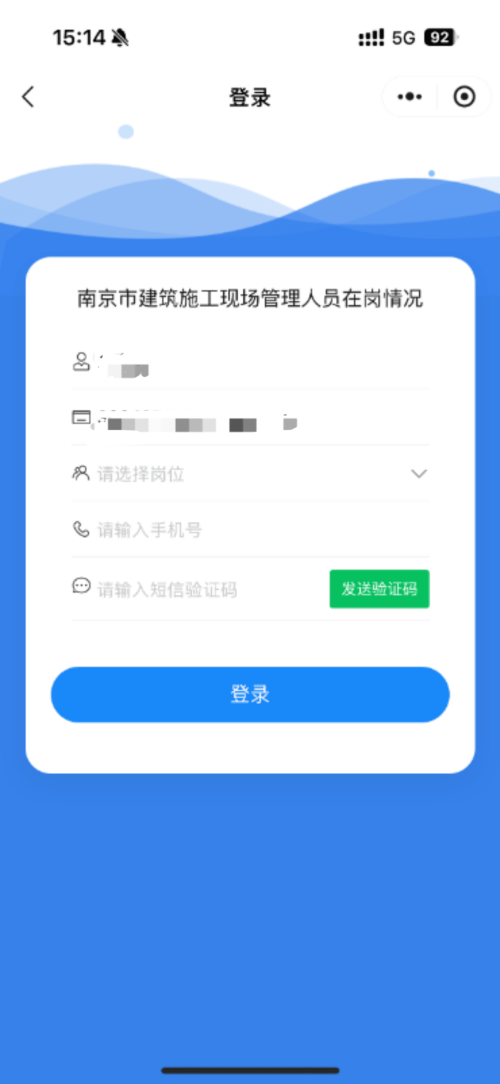 15:14
5G 92
登录
南京市建筑施工现场管理人员在岗情况
请选择岗位
请输入手机号
请输入短信验证码
发送验证码
登录